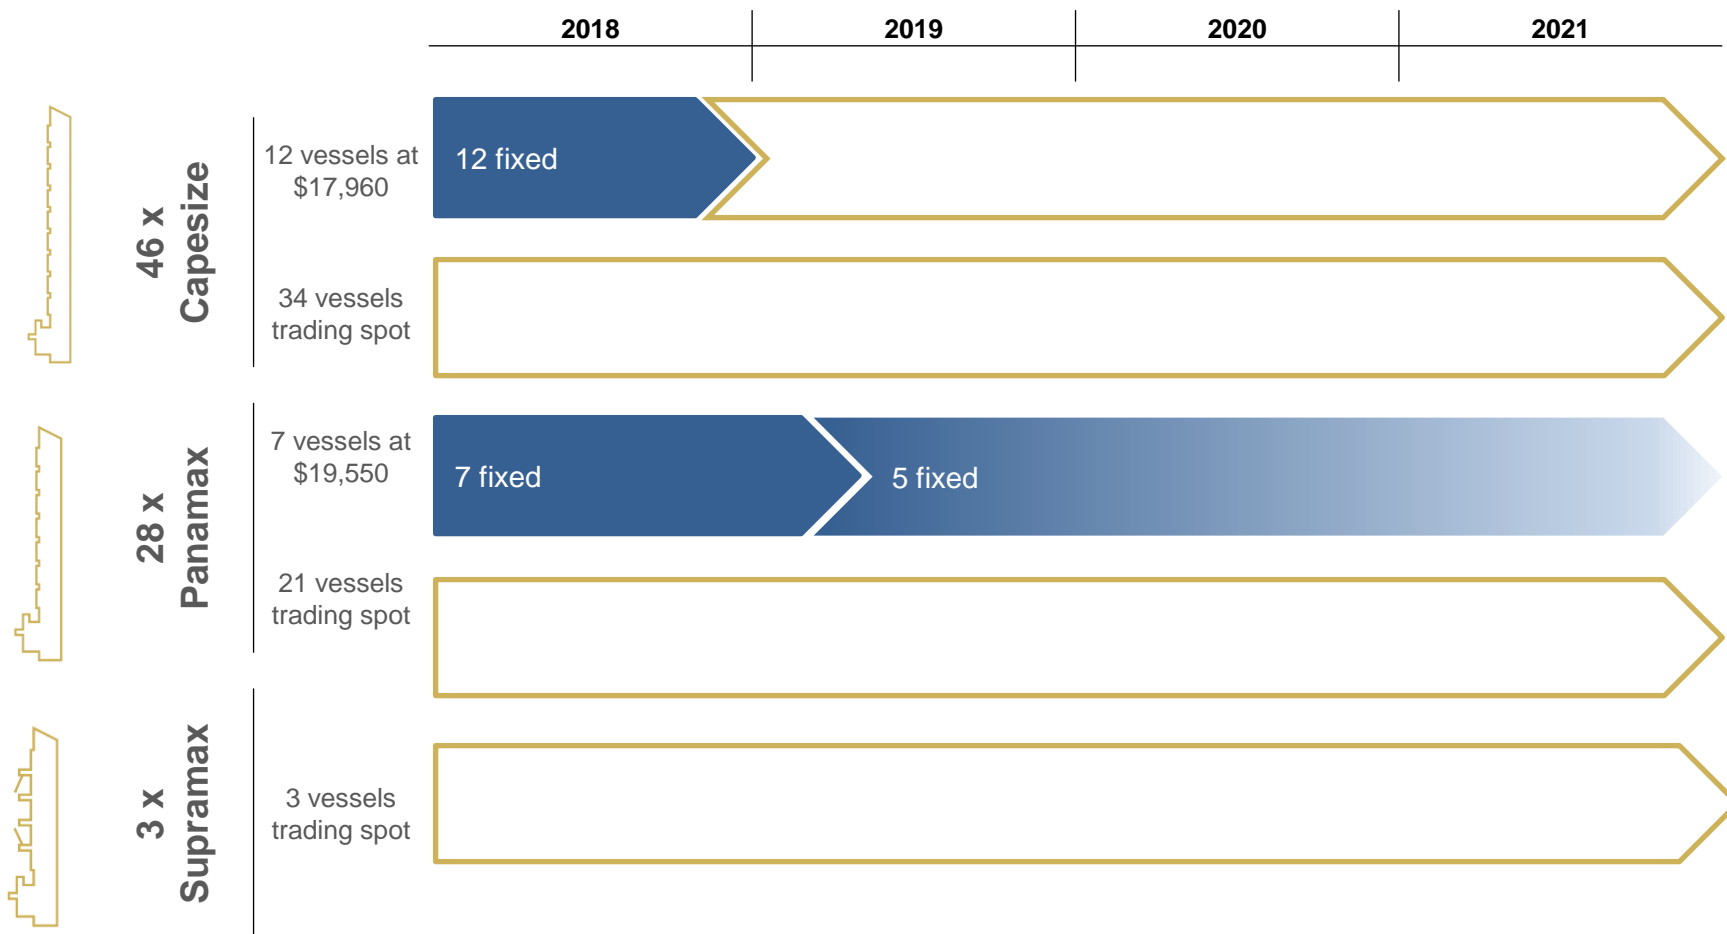 2018 2019 2020 2021
46 x
Capesize
12 vessels at
$17,960
12 fixed
34 vessels
trading spot
28 x
Panamax
7 vessels at
$19,550
7 fixed
5 fixed
21 vessels
trading spot
3 x
Supramax
3 vessels
trading spot